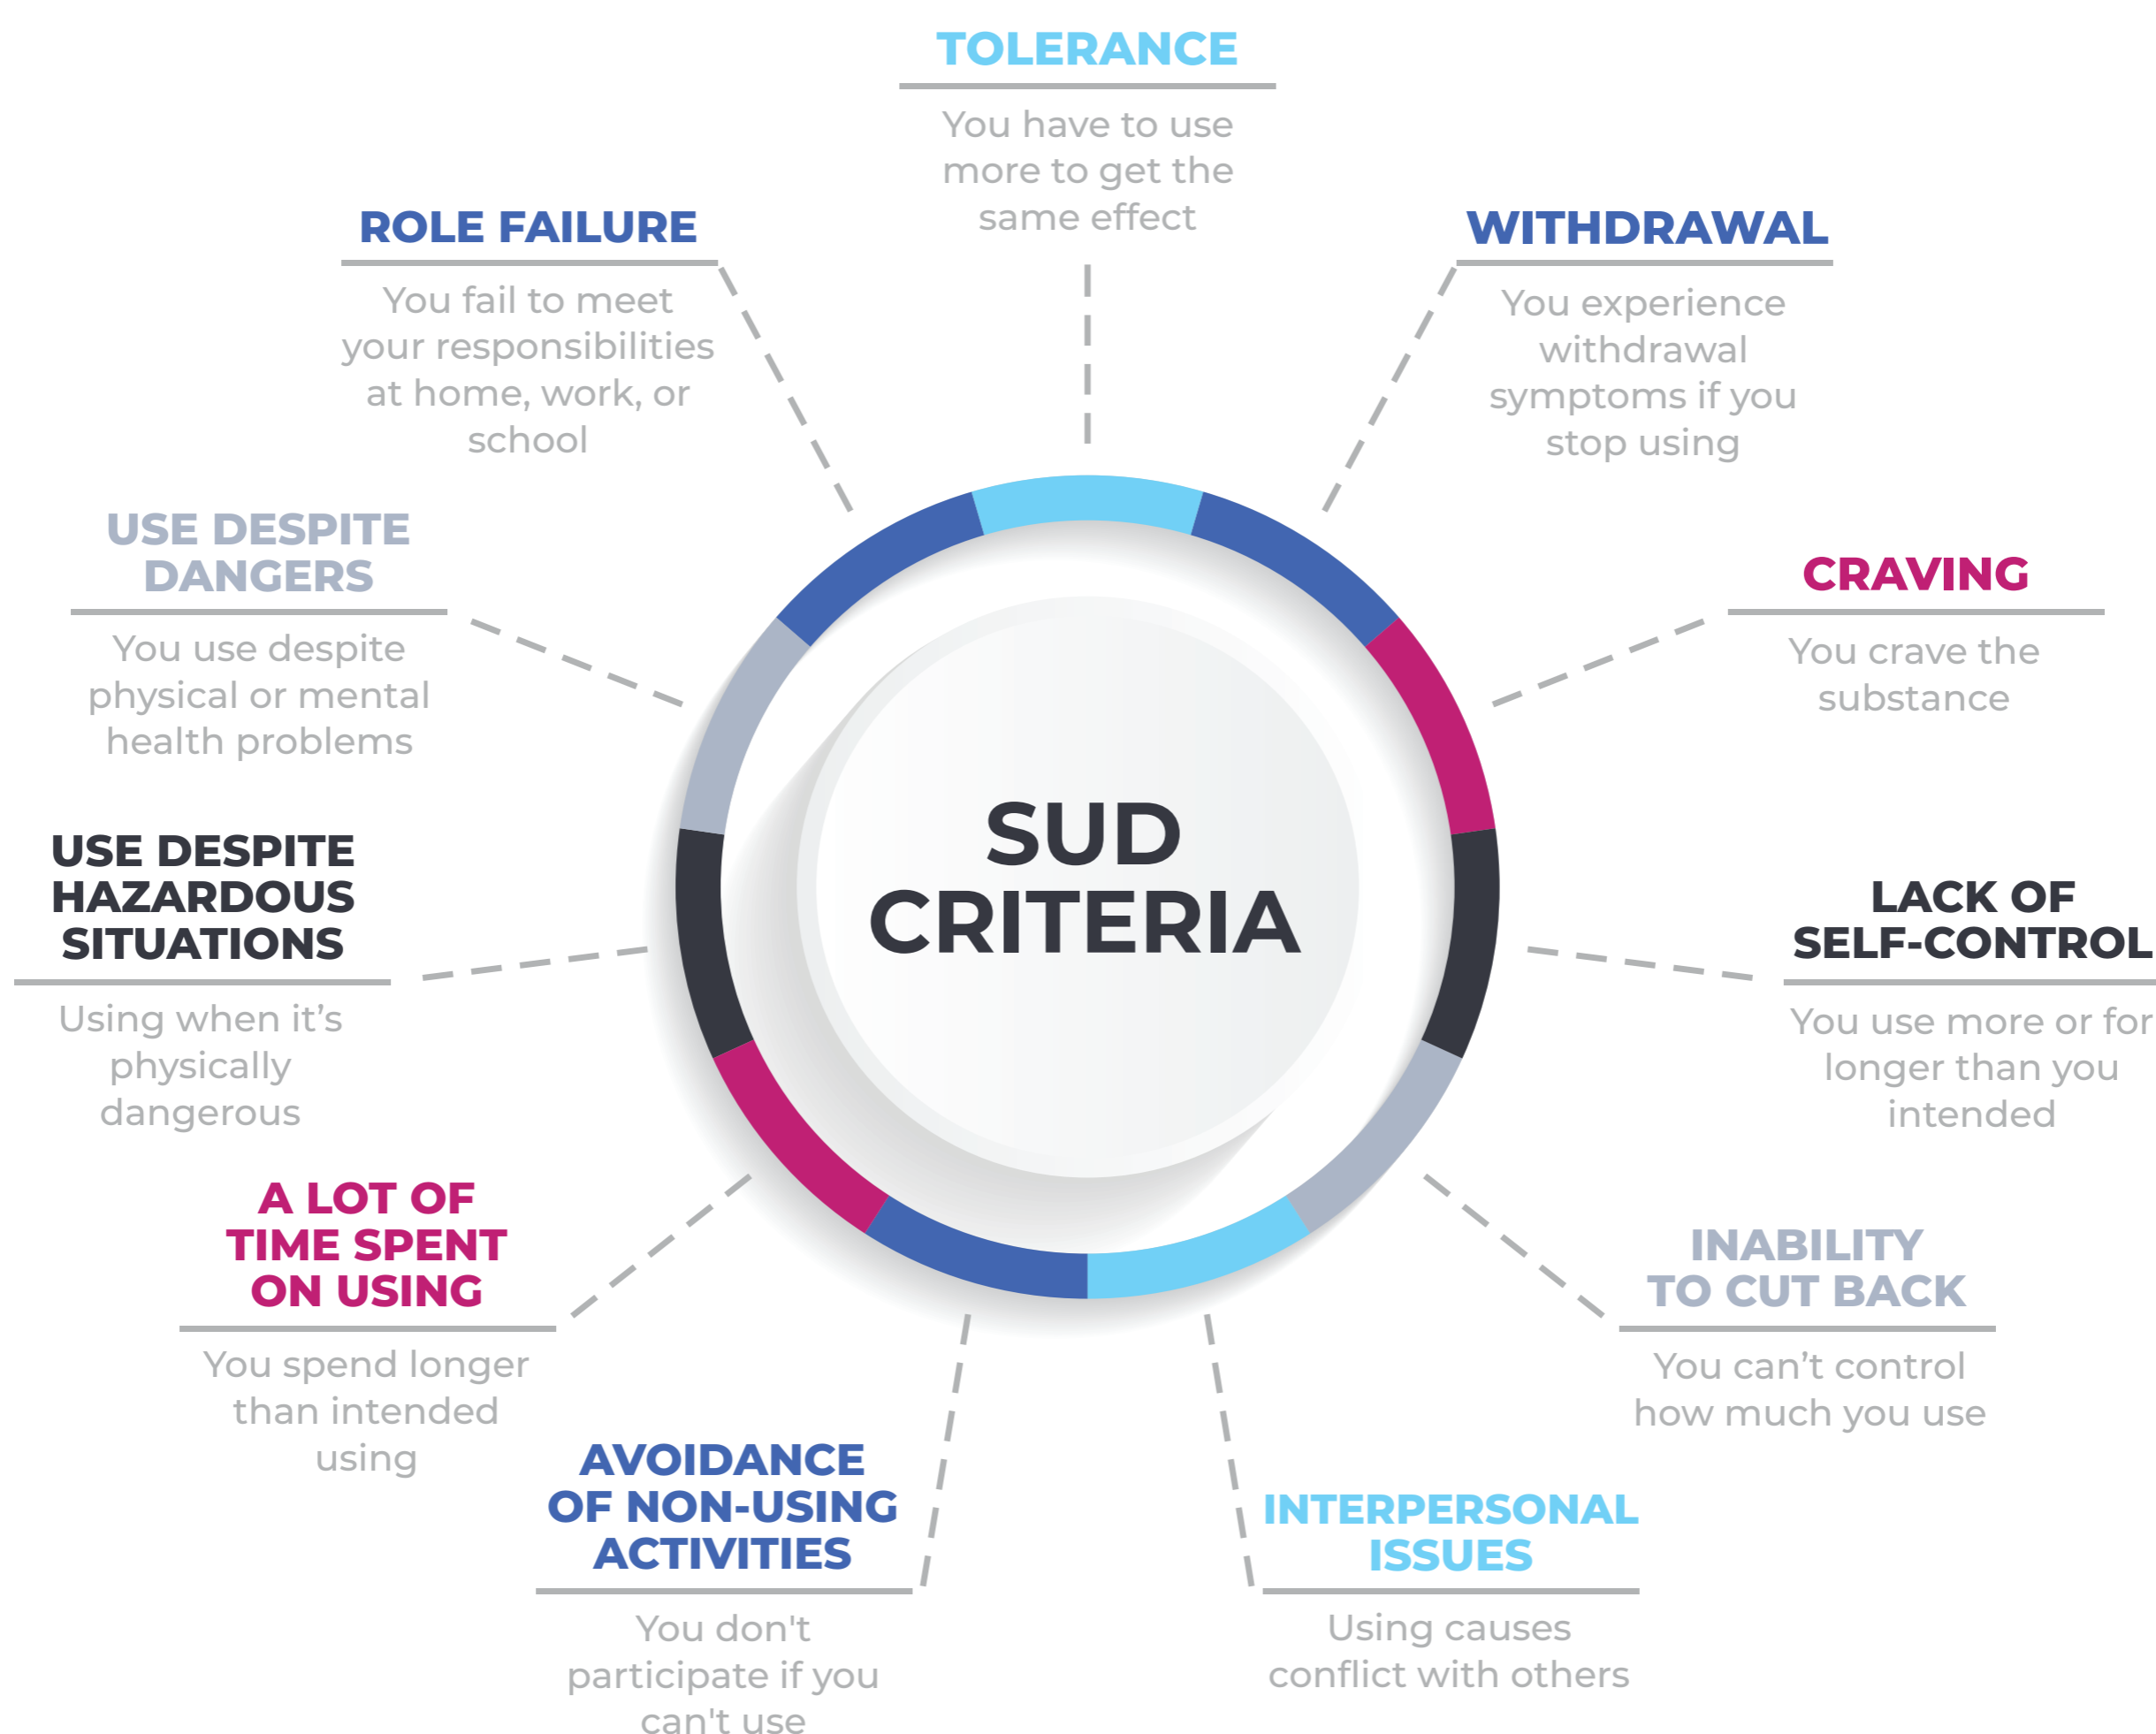 TOLERANCE
You have to use
more to get the
same effect
WITHDRAWAL
You experience
withdrawal
symptoms if you
stop using
CRAVING
You crave the
substance
LACK OF
SELF-CONTROL
You use more or for
longer than you
intended
INABILITY
TO CUT BACK
You can’t control
how much you use
INTERPERSONAL
ISSUES
Using causes
conflict with others
AVOIDANCE
OF NON-USING
ACTIVITIES
You don't
participate if you
can't use
A LOT OF
TIME SPENT
ON USING
You spend longer
than intended
using
USE DESPITE
HAZARDOUS
SITUATIONS
Using when it’s
physically
dangerous
USE DESPITE
DANGERS
You use despite
physical or mental
health problems
ROLE FAILURE
You fail to meet
your responsibilities
at home, work, or
school
SUD
CRITERIA